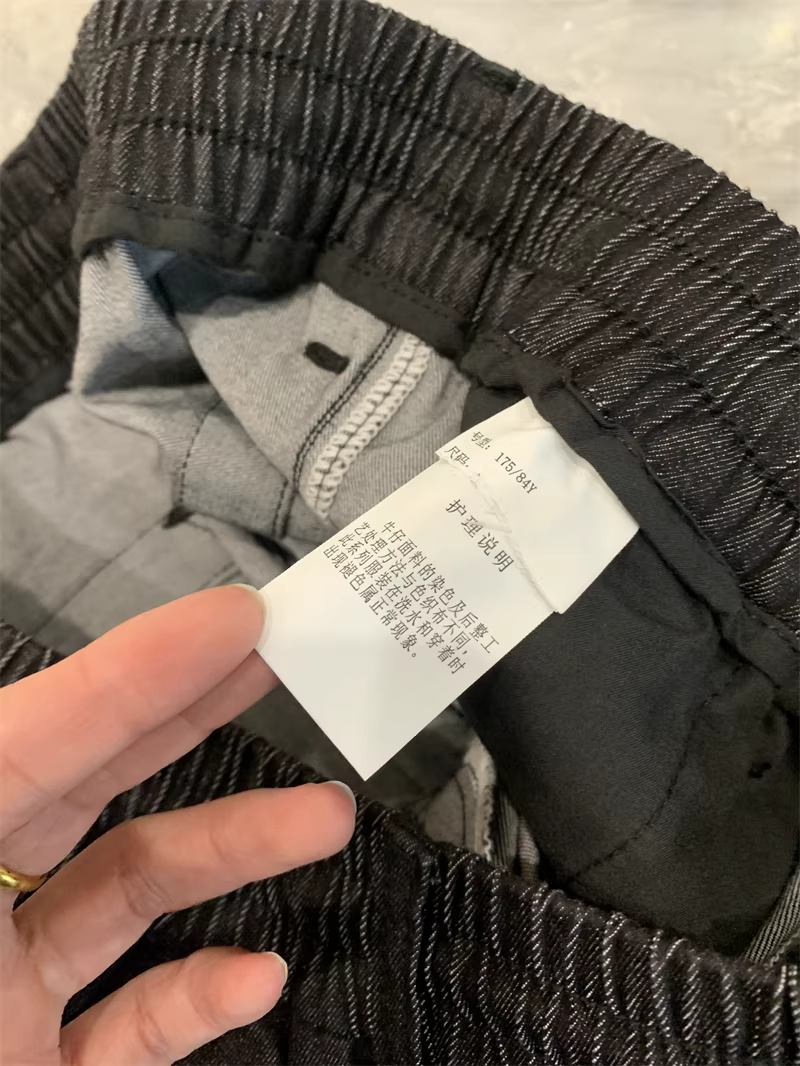 号型: 175/84Y
尺码:
护理说明
牛仔面料的染色及后整工
艺处理方法与色织布不同,
此系列服装在洗水和穿着时
出现褪色属正常现象。